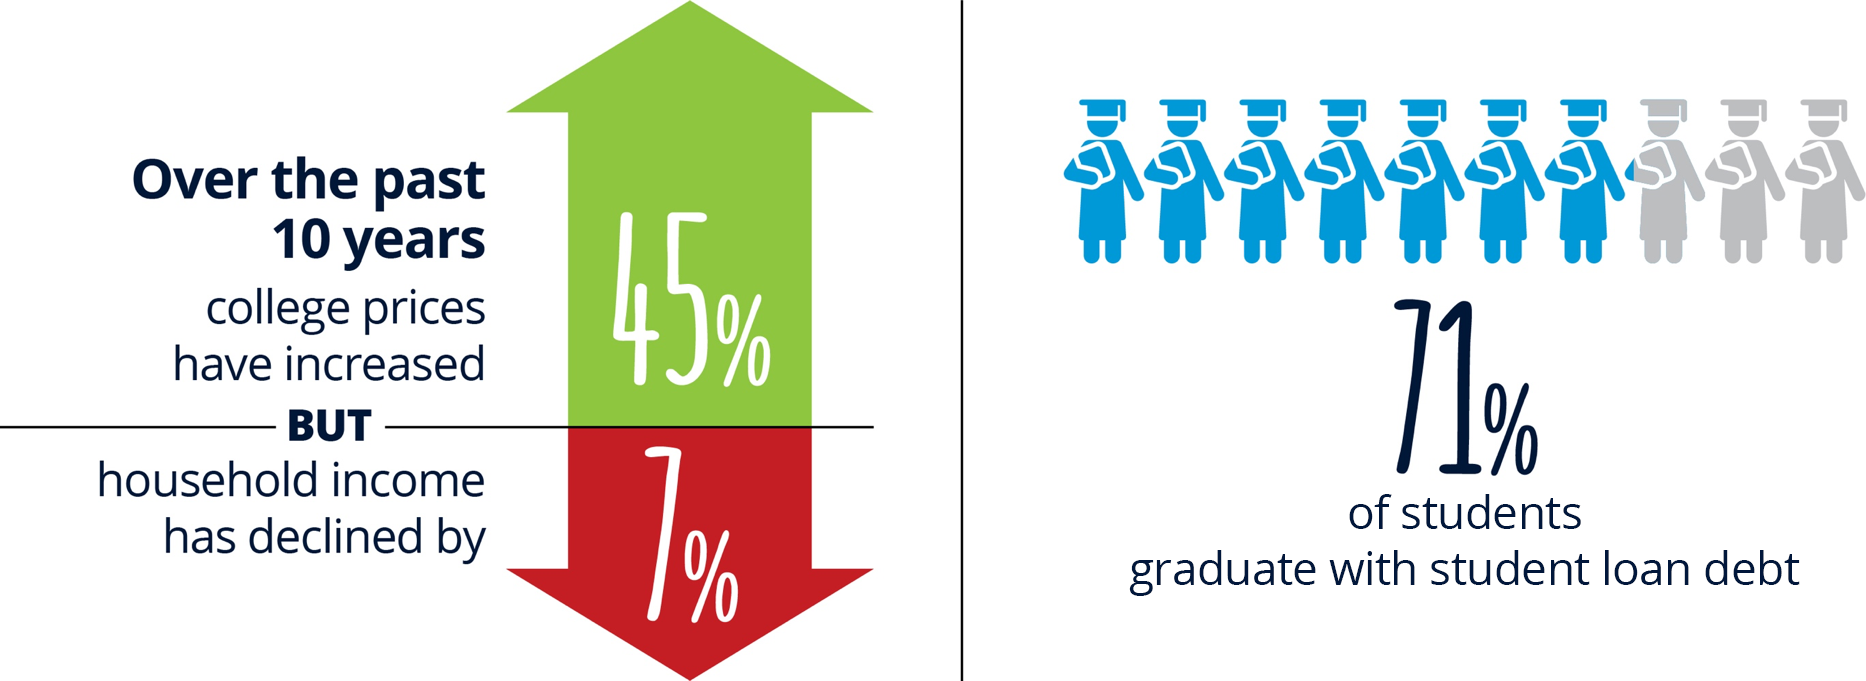 Over the past
10 years
college prices
have increased
45%
BUT
household income
has declined by
7%
71%
of students
graduate with student loan debt